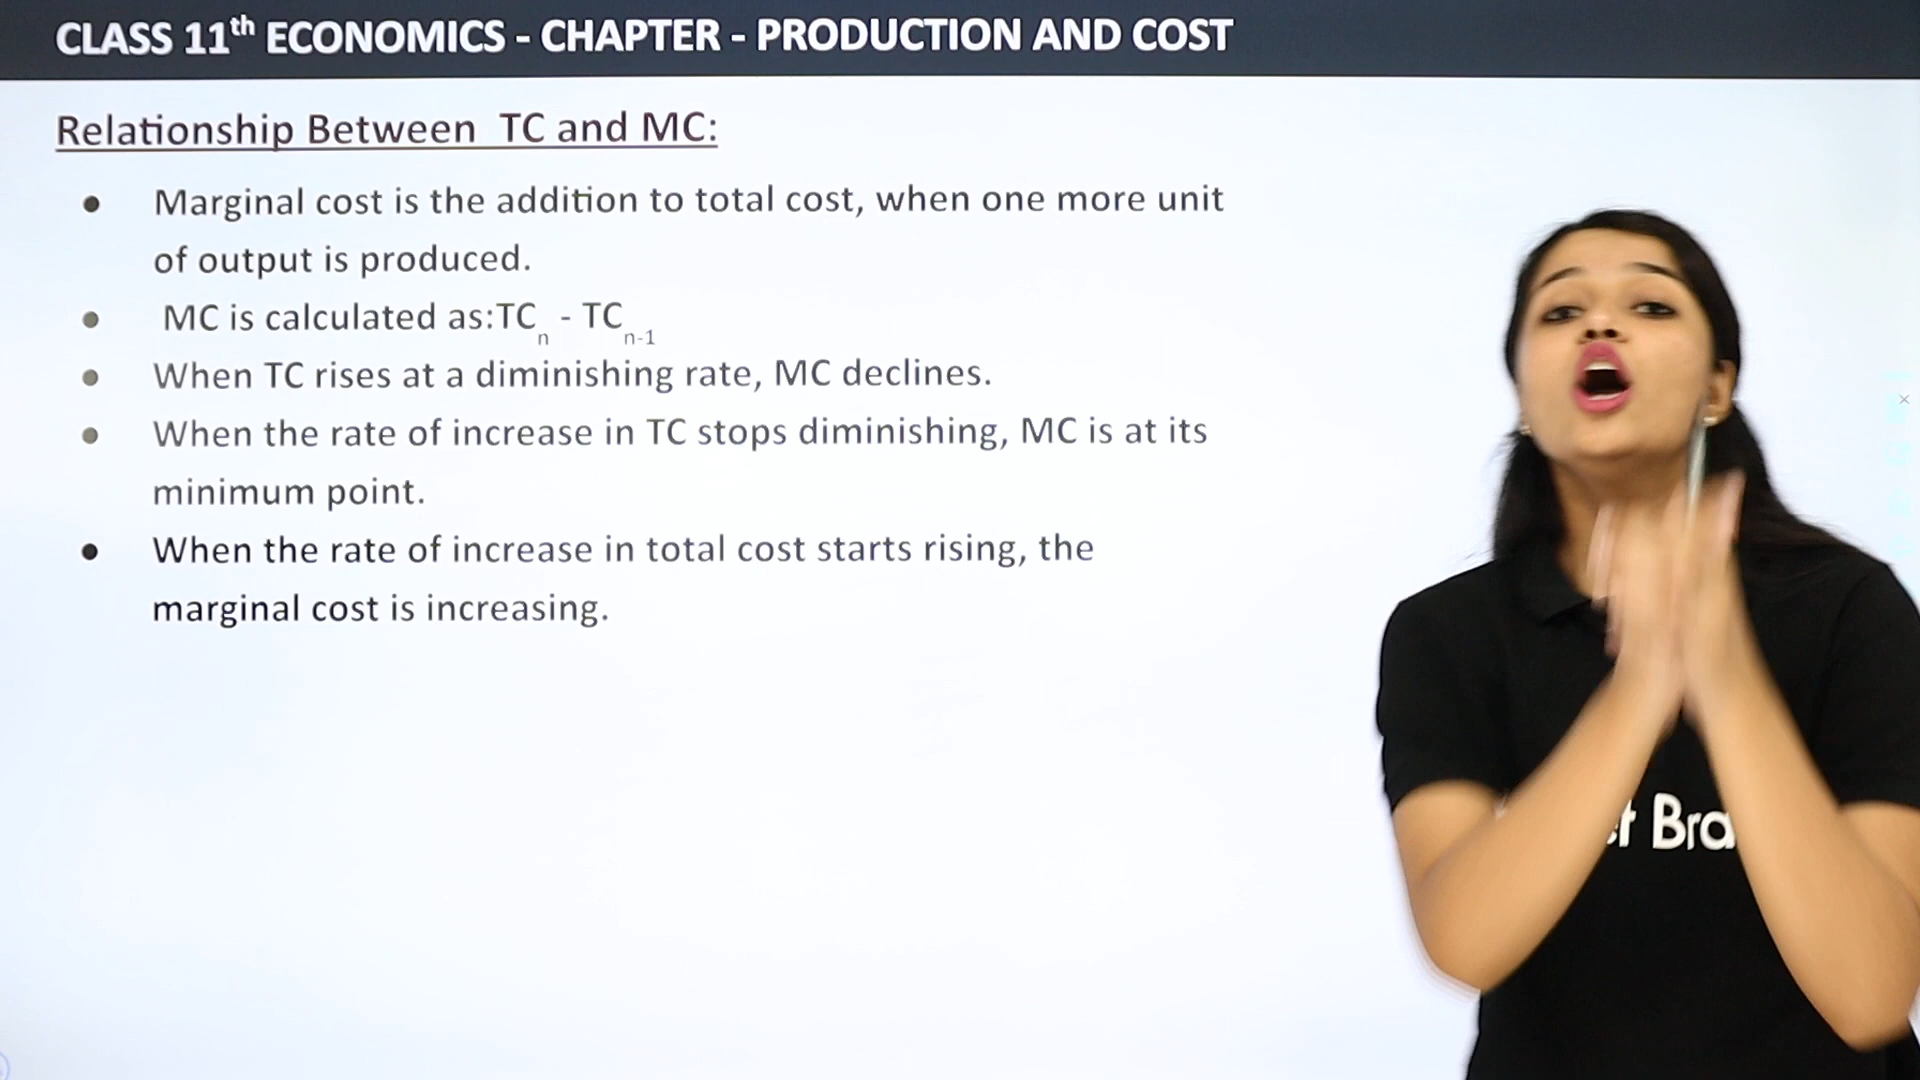 CLASS 11th ECONOMICS - CHAPTER - PRODUCTION AND COST
Relationship Between TC and MC:
● Marginal cost is the addition to total cost, when one more unit
of output is produced.
● MC is calculated as:TCn - TCn-1
● When TC rises at a diminishing rate, MC declines.
● When the rate of increase in TC stops diminishing, MC is at its
minimum point.
● When the rate of increase in total cost starts rising, the
marginal cost is increasing.